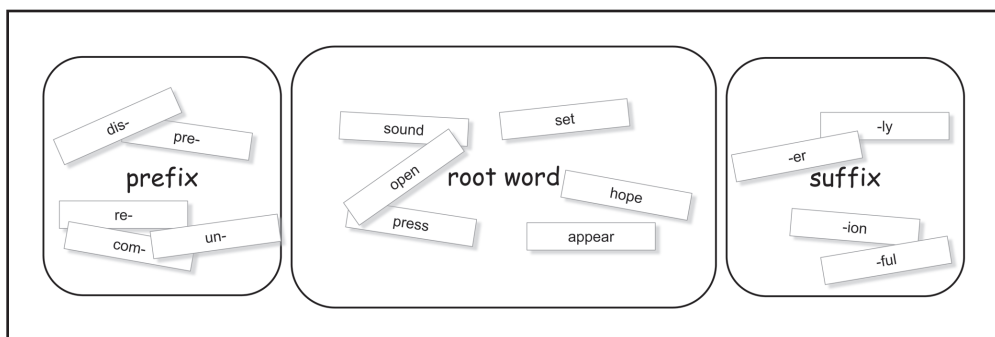 dis-
pre-
prefix
re-
com-
un-
sound
set
open
root word
hope
press
appear
-ly
-er
suffix
-ion
-ful